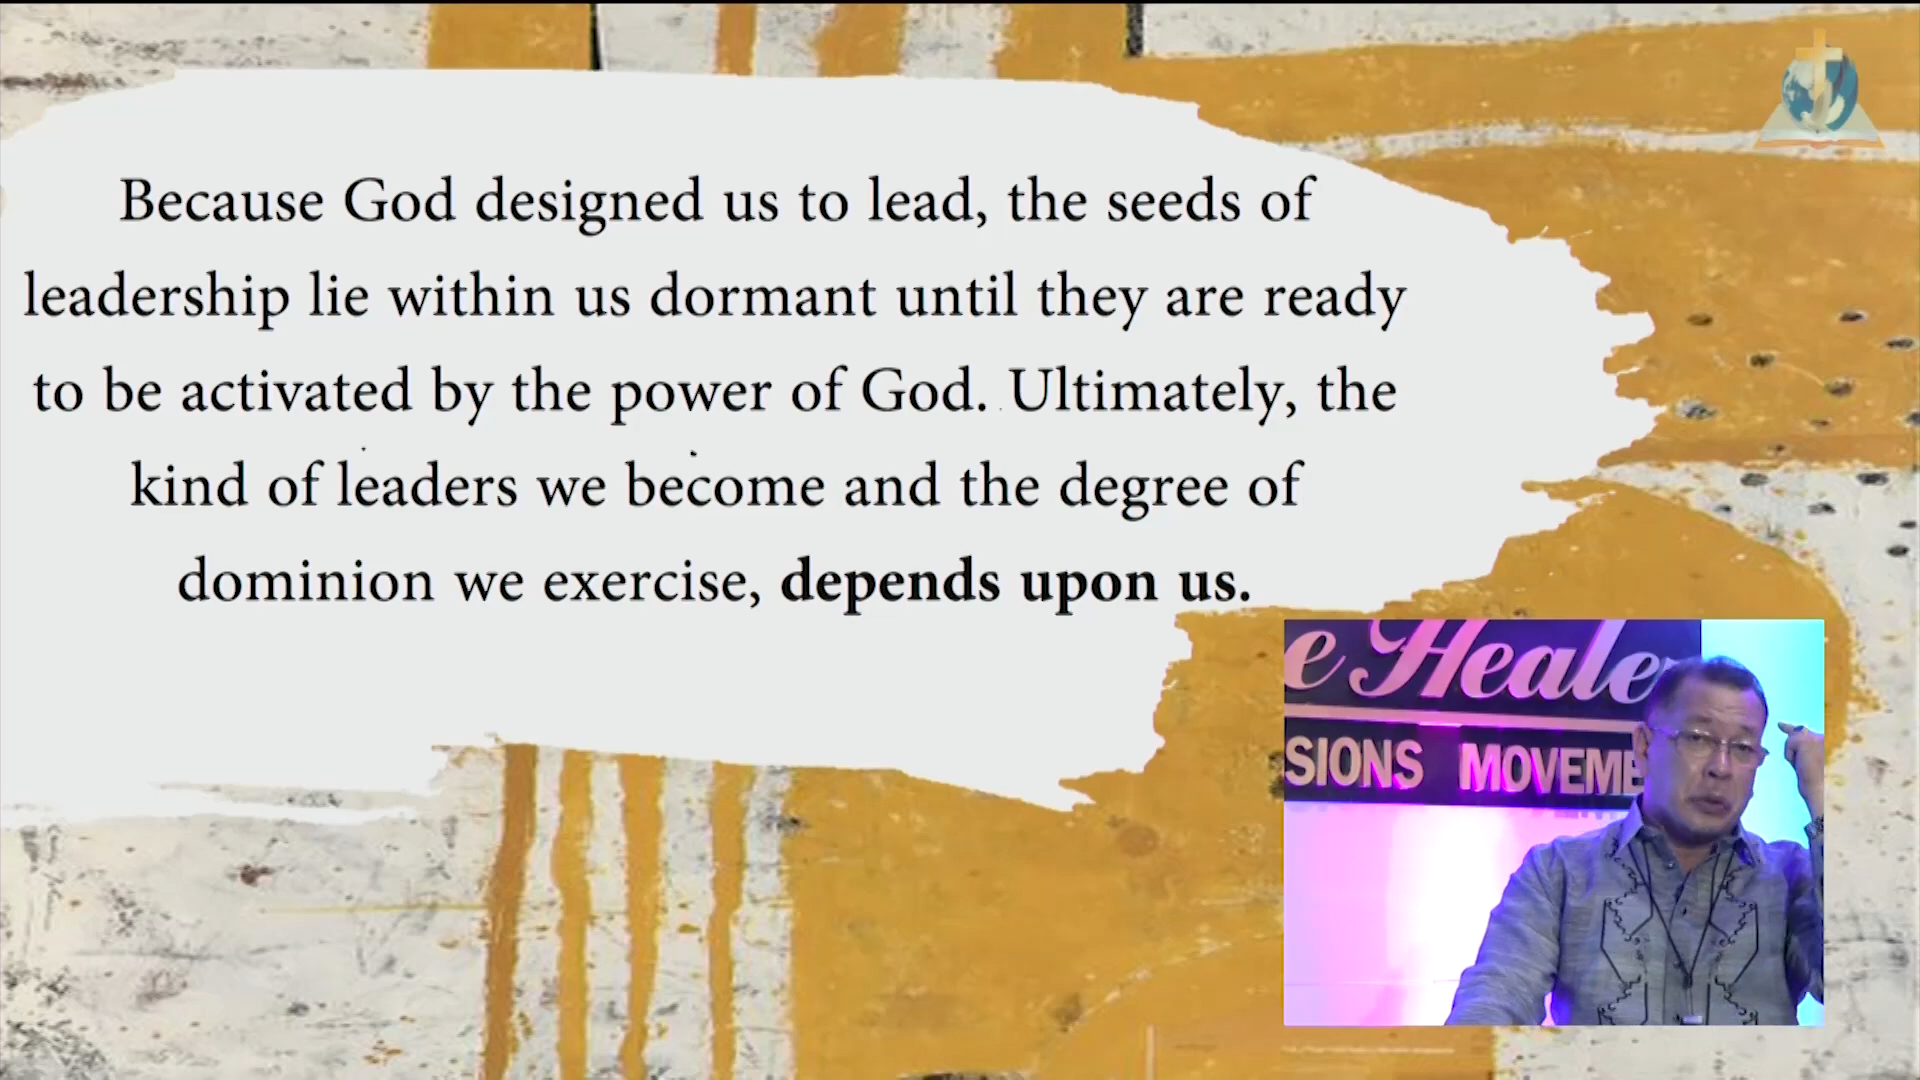 Because God designed us to lead, the seeds of
leadership lie within us dormant until they are ready
to be activated by the power of God. Ultimately, the
kind of leaders we become and the degree of
dominion we exercise, depends upon us.
e Healer
SIONS MOVEME